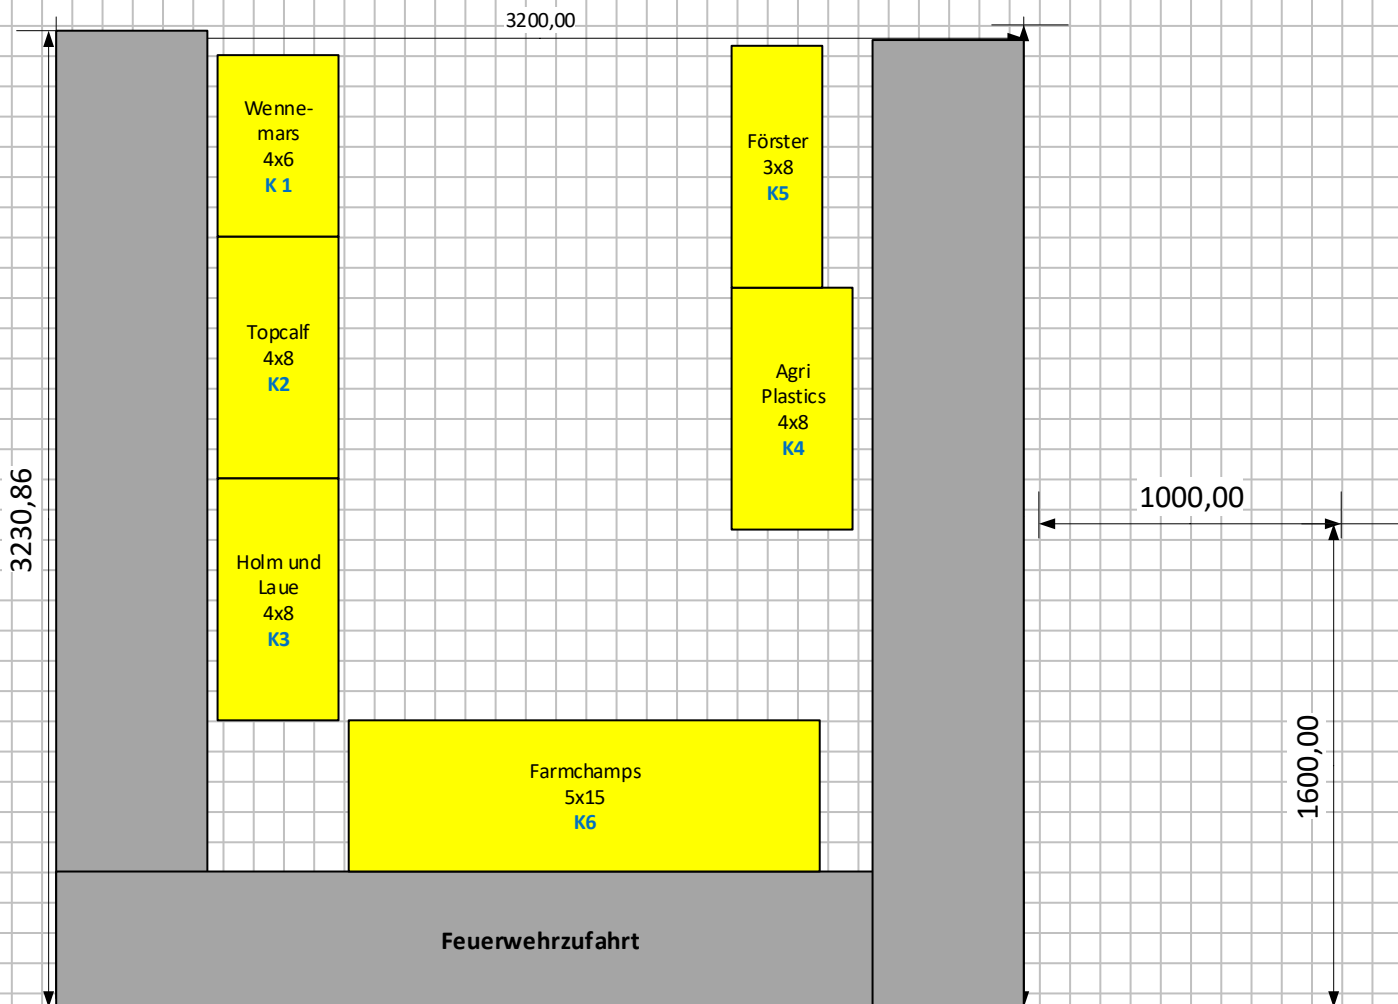 3200,00
Wenne-
mars
4x6
K 1
Förster
3x8
K5
Topcalf
4x8
K2
Agri
Plastics
4x8
K4
3230,86
1000,00
Holm und
Laue
4x8
K3
1600,00
Farmchamps
5x15
K6
Feuerwehrzufahrt